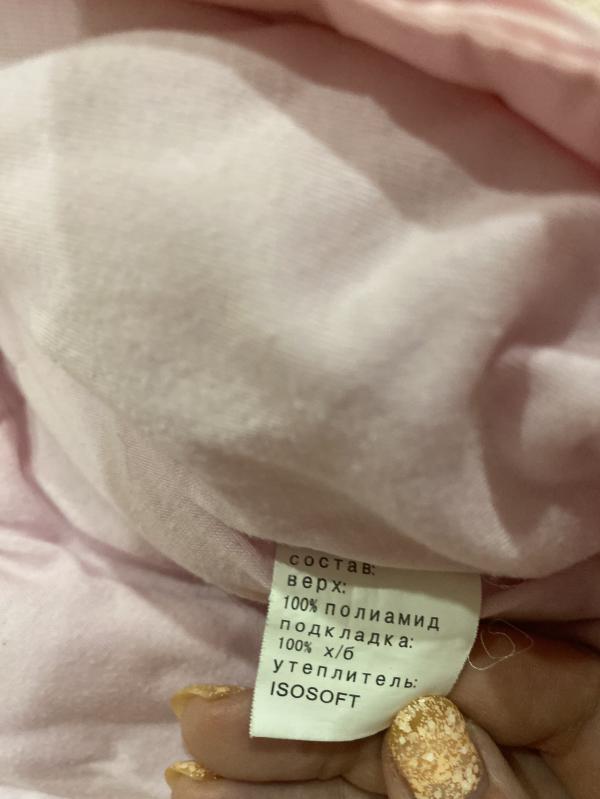 состав:
верх:
100% полиамид
подкладка:
100% х/б
утеплитель:
ISOSOFT